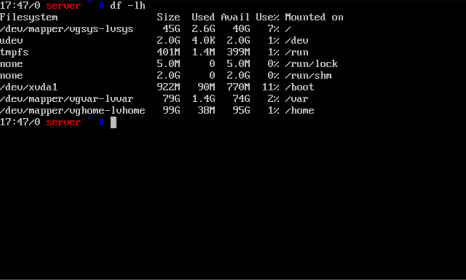 17:47/0 server ~ # df -lh
Filesystem Size Used Avail Use% Mounted on
/dev/mapper/vgsys-lvsys 45G 2.6G 40G 7% /
udev 2.0G 4.0K 2.0G 1% /dev
tmpfs 401M 1.4M 399M 1% /run
none 5.0M 0 5.0M 0% /run/lock
none 2.0G 0 2.0G 0% /run/shm
/dev/xvda1 922M 90M 770M 11% /boot
/dev/mapper/vgvar-lvvar 79G 1.4G 74G 2% /var
/dev/mapper/vghome-lvhome 99G 38M 95G 1% /home
17:47/0 server ~ #